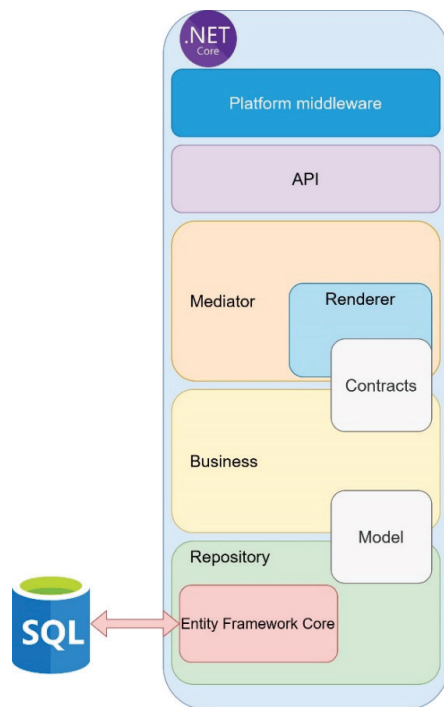 .NET
Core
Platform middleware
API
Mediator
Renderer
Contracts
Business
Model
Repository
Entity Framework Core
SQL